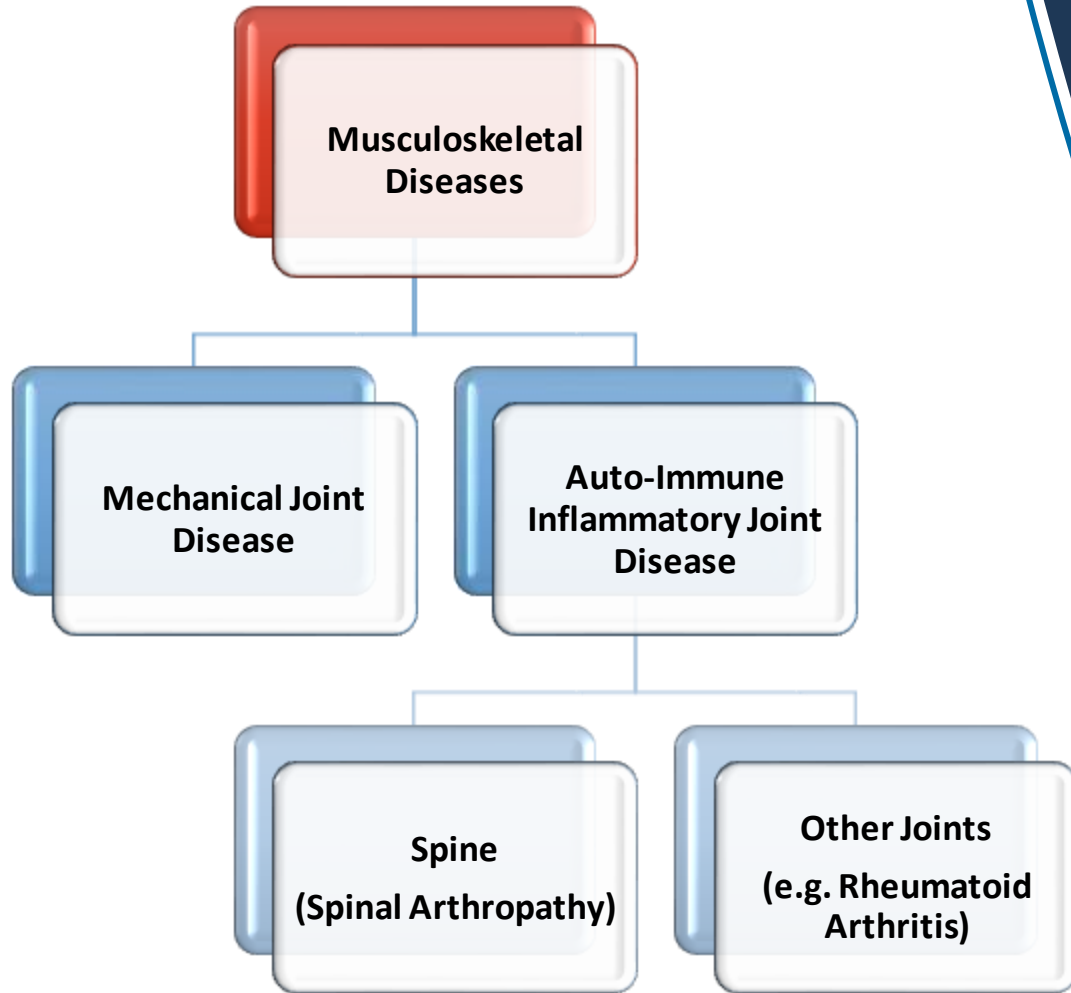 Musculoskeletal
Diseases
Mechanical Joint
Disease
Auto-Immune
Inflammatory Joint
Disease
Spine
(Spinal Arthropathy)
Other Joints
(e.g. Rheumatoid
Arthritis)